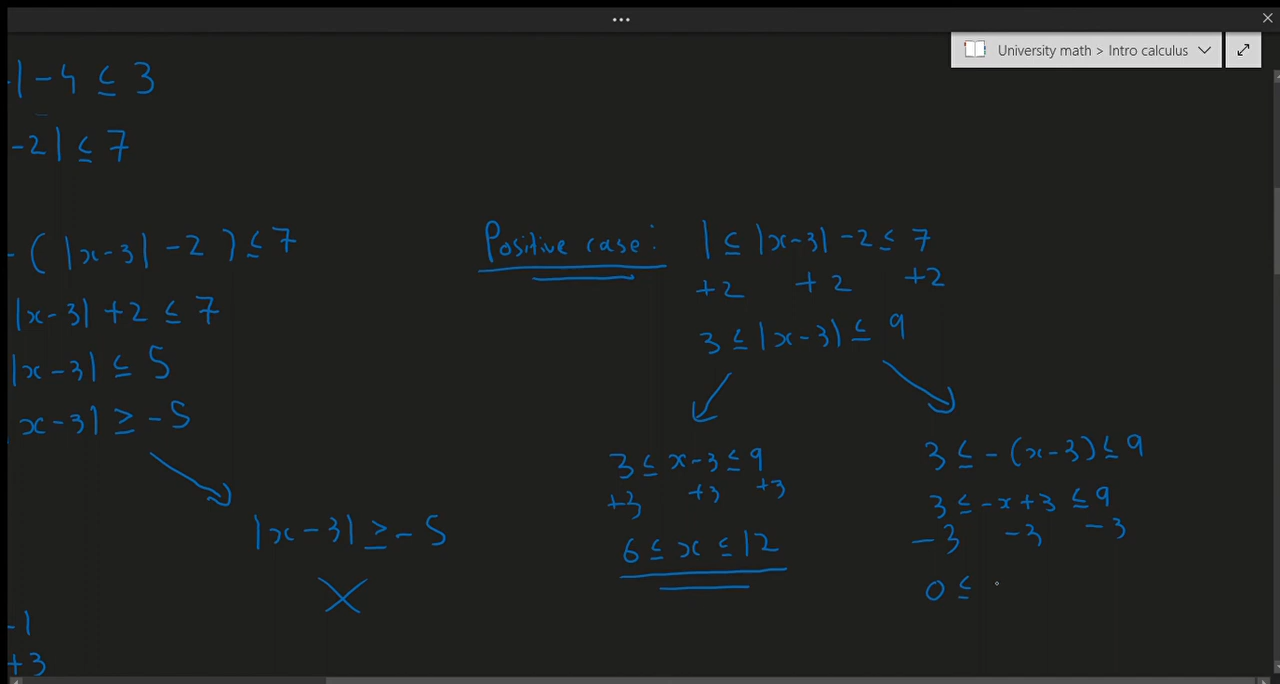 University math > Intro calculus
-| - 4 ≤ 3
-2| ≤ 7
- ( |x-3| - 2 ) ≤ 7
|x-3| + 2 ≤ 7
|x-3| ≤ 5
x-3| ≥ -5
|x-3| ≥ -5
-1
+3
Positive case: 1 ≤ |x-3| - 2 ≤ 7
+2 +2 +2
3 ≤ |x-3| ≤ 9
3 ≤ x-3 ≤ 9
+3 +3 +3
6 ≤ x ≤ 12
3 ≤ -(x-3) ≤ 9
3 ≤ -x+3 ≤ 9
-3 -3 -3
0 ≤